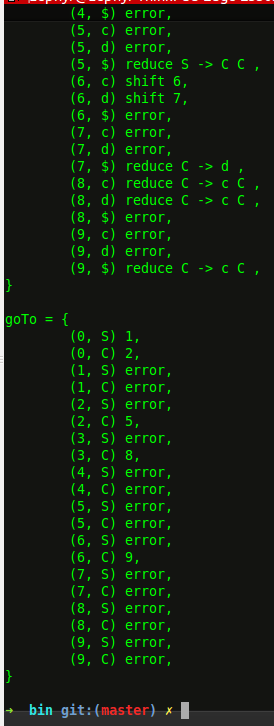 (4, $) error,
(5, c) error,
(5, d) error,
(5, $) reduce S -> C C ,
(6, c) shift 6,
(6, d) shift 7,
(6, $) error,
(7, c) error,
(7, d) error,
(7, $) reduce C -> d ,
(8, c) reduce C -> c C ,
(8, d) reduce C -> c C ,
(8, $) error,
(9, c) error,
(9, d) error,
(9, $) reduce C -> c C ,
}
goTo = {
(0, S) 1,
(0, C) 2,
(1, S) error,
(1, C) error,
(2, S) error,
(2, C) 5,
(3, S) error,
(3, C) 8,
(4, S) error,
(4, C) error,
(5, S) error,
(5, C) error,
(6, S) error,
(6, C) 9,
(7, S) error,
(7, C) error,
(8, S) error,
(8, C) error,
(9, S) error,
(9, C) error,
}
➜ bin git:(master) ✗